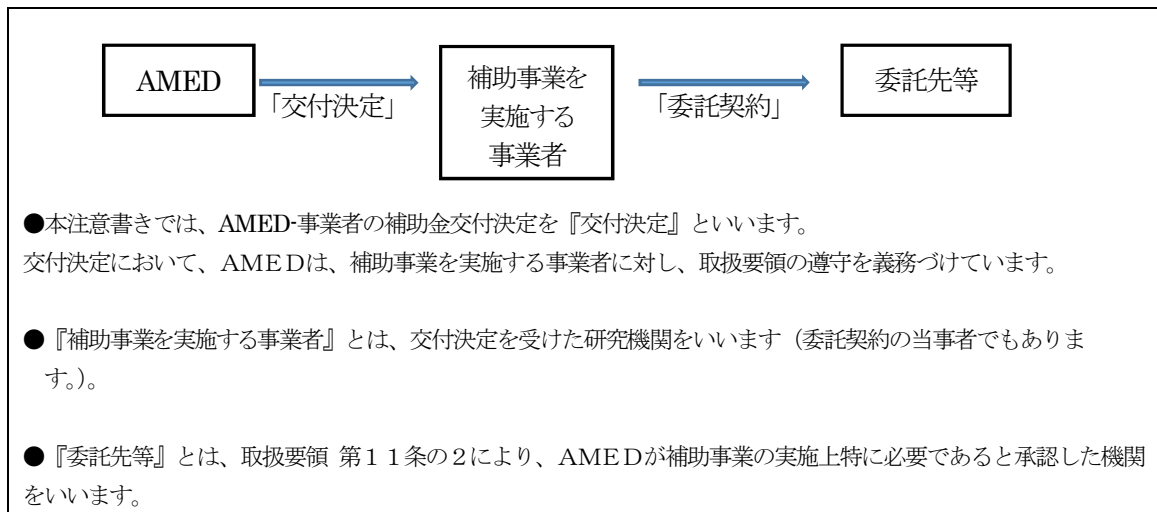 AMED
「交付決定」
補助事業を
実施する
事業者
「委託契約」
委託先等
●本注意書きでは、AMED-事業者の補助金交付決定を『交付決定』といいます。
交付決定において、AMEDは、補助事業を実施する事業者に対し、取扱要領の遵守を義務づけています。
●『補助事業を実施する事業者』とは、交付決定を受けた研究機関をいいます（委託契約の当事者でもありま
す。）。
●『委託先等』とは、取扱要領 第11条の2により、AMEDが補助事業の実施上特に必要であると承認した機関
をいいます。